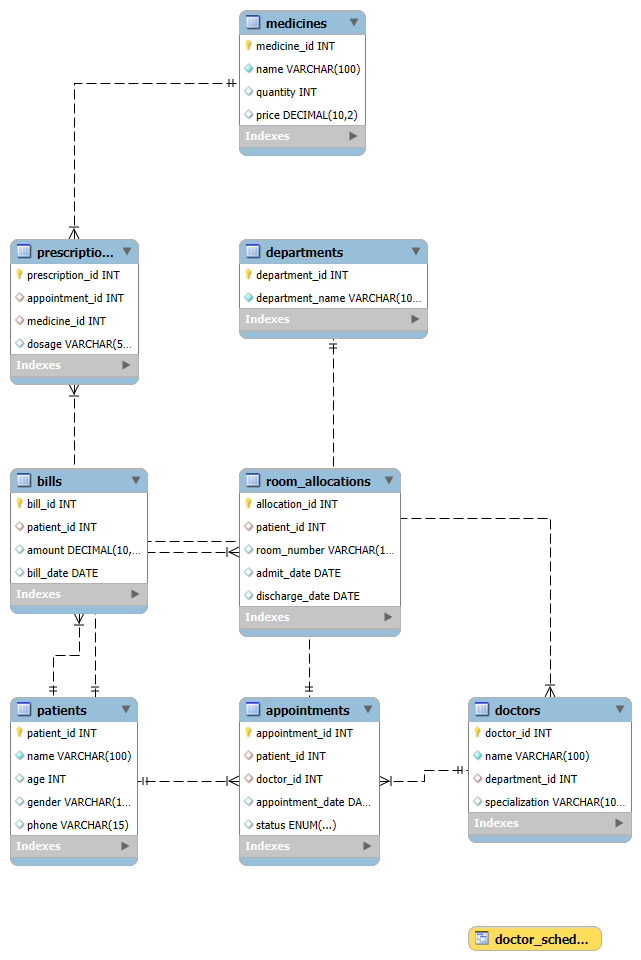 medicines
medicine_id INT
name VARCHAR(100)
quantity INT
price DECIMAL(10,2)
Indexes
prescriptio...
prescription_id INT
appointment_id INT
medicine_id INT
dosage VARCHAR(5...
Indexes
departments
department_id INT
department_name VARCHAR(10...
Indexes
bills
bill_id INT
patient_id INT
amount DECIMAL(10,...
bill_date DATE
Indexes
room_allocations
allocation_id INT
patient_id INT
room_number VARCHAR(1...
admit_date DATE
discharge_date DATE
Indexes
patients
patient_id INT
name VARCHAR(100)
age INT
gender VARCHAR(1...
phone VARCHAR(15)
Indexes
appointments
appointment_id INT
patient_id INT
doctor_id INT
appointment_date DA...
status ENUM(...)
Indexes
doctors
doctor_id INT
name VARCHAR(100)
department_id INT
specialization VARCHAR(10...
Indexes
doctor_sched...